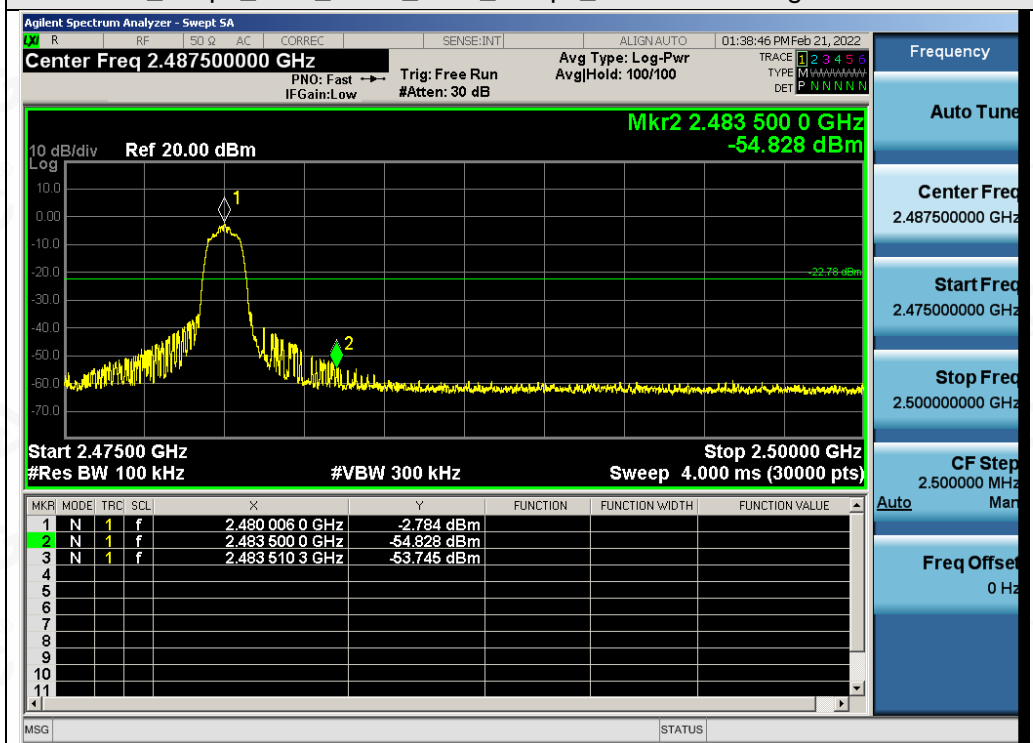 Agilent Spectrum Analyzer - Swept SA
LXI R RF 50 Ω AC CORREC SENSE:INT ALIGN AUTO 01:38:46 PM Feb 21, 2022
Center Freq 2.487500000 GHz
PNO: Fast
IFGain:Low
Trig: Free Run
#Atten: 30 dB
Avg Type: Log-Pwr
Avg|Hold: 100/100
TRACE 1 2 3 4 5 6
TYPE M
DET P N N N N N
Frequency
Auto Tune
Center Freq
2.487500000 GHz
Start Freq
2.475000000 GHz
Stop Freq
2.500000000 GHz
CF Step
2.500000 MHz
Auto Man
Freq Offset
0 Hz
Mkr2 2.483 500 0 GHz
-54.828 dBm
10 dB/div Ref 20.00 dBm
Log
10.0
0.00
-10.0
-20.0
-30.0
-40.0
-50.0
-60.0
-70.0
1
2
-22.78 dBm
Start 2.47500 GHz Stop 2.50000 GHz
#Res BW 100 kHz #VBW 300 kHz Sweep 4.000 ms (30000 pts)
MKR MODE TRC SCL X Y FUNCTION FUNCTION WIDTH FUNCTION VALUE
1 N 1 f 2.480 006 0 GHz -2.784 dBm
2 N 1 f 2.483 500 0 GHz -54.828 dBm
3 N 1 f 2.483 510 3 GHz -53.745 dBm
4
5
6
7
8
9
10
11
MSG STATUS